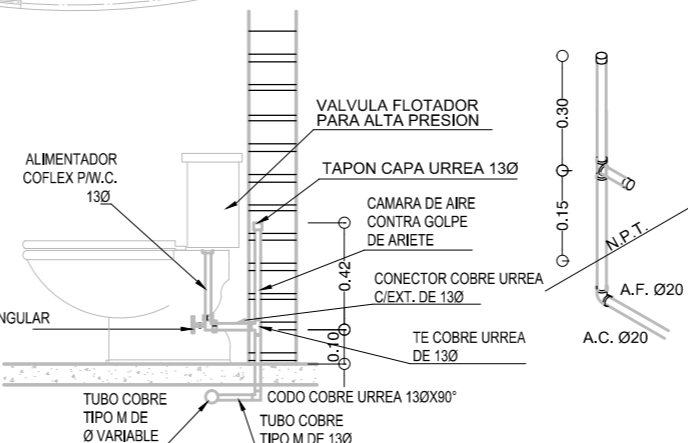 VALVULA FLOTADOR
PARA ALTA PRESION
ALIMENTADOR
COFLEX P/W.C.
13Ø
TAPON CAPA URREA 13Ø
CAMARA DE AIRE
CONTRA GOLPE
DE ARIETE
0.42
CONECTOR COBRE URREA
C/EXT. DE 13Ø
NGULAR
TE COBRE URREA
DE 13Ø
0.10
CODO COBRE URREA 13ØX90°
TUBO COBRE
TIPO M DE
Ø VARIABLE
TUBO COBRE
TIPO M DE 13Ø
0.30
0.15
N.P.T.
A.F. Ø20
A.C. Ø20